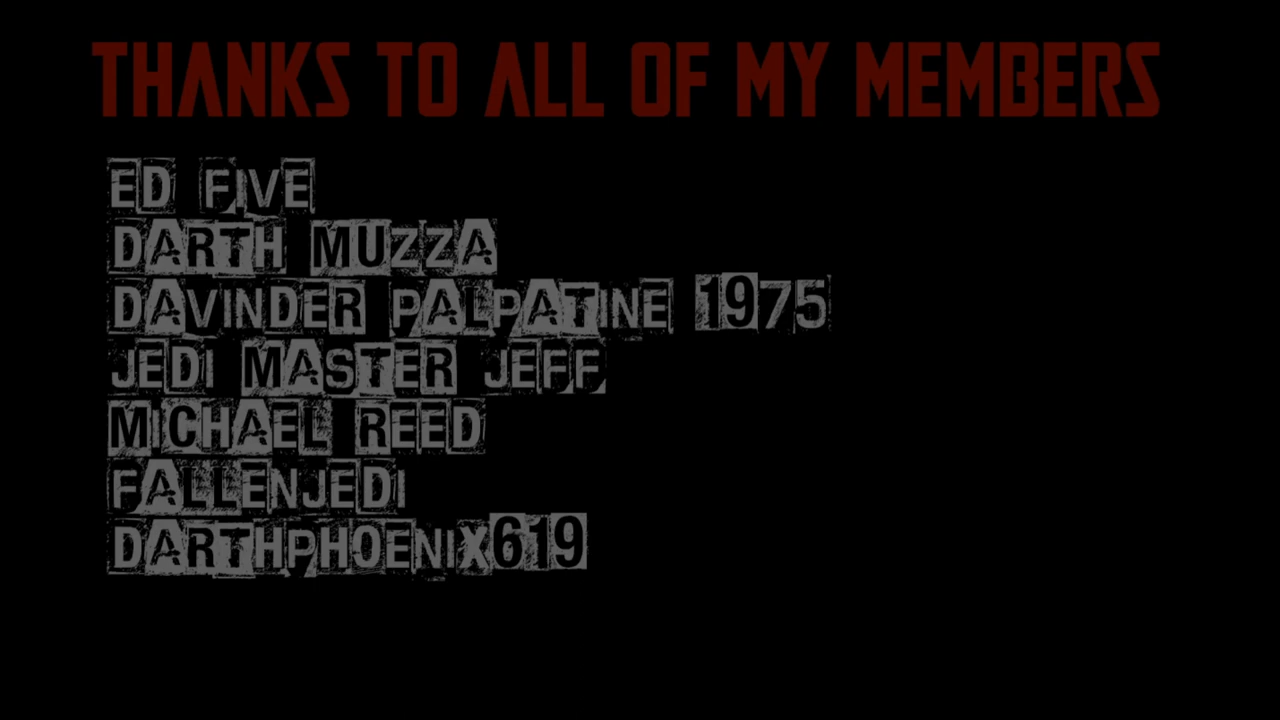 THANKS TO ALL OF MY MEMBERS
ED FIVE
DARTH MUZZA
DAVINDER PALPATINE 1975
JEDI MASTER JEFF
MICHAEL REED
FALLENJEDI
DARTHPHOENIX619